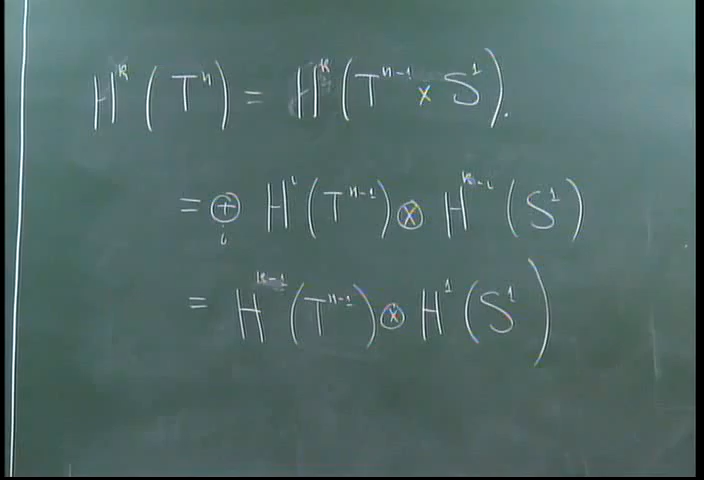 H^k(T^n) = H^k(T^{n-1} × S^1).
= ⊕_i H^i(T^{n-1}) ⊗ H^{k-i}(S^1)
= H^{k-1}(T^{n-1}) ⊗ H^1(S^1)